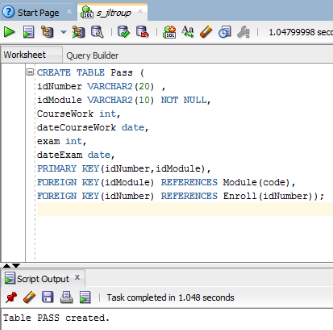 Start Page
s_jitroup
1.04799998 seco
Worksheet
Query Builder
CREATE TABLE Pass (
idNumber VARCHAR2(20) ,
idModule VARCHAR2(10) NOT NULL,
CourseWork int,
dateCourseWork date,
exam int,
dateExam date,
PRIMARY KEY(idNumber,idModule),
FOREIGN KEY(idModule) REFERENCES Module(code),
FOREIGN KEY(idNumber) REFERENCES Enroll(idNumber));
Script Output
Task completed in 1.048 seconds
Table PASS created.